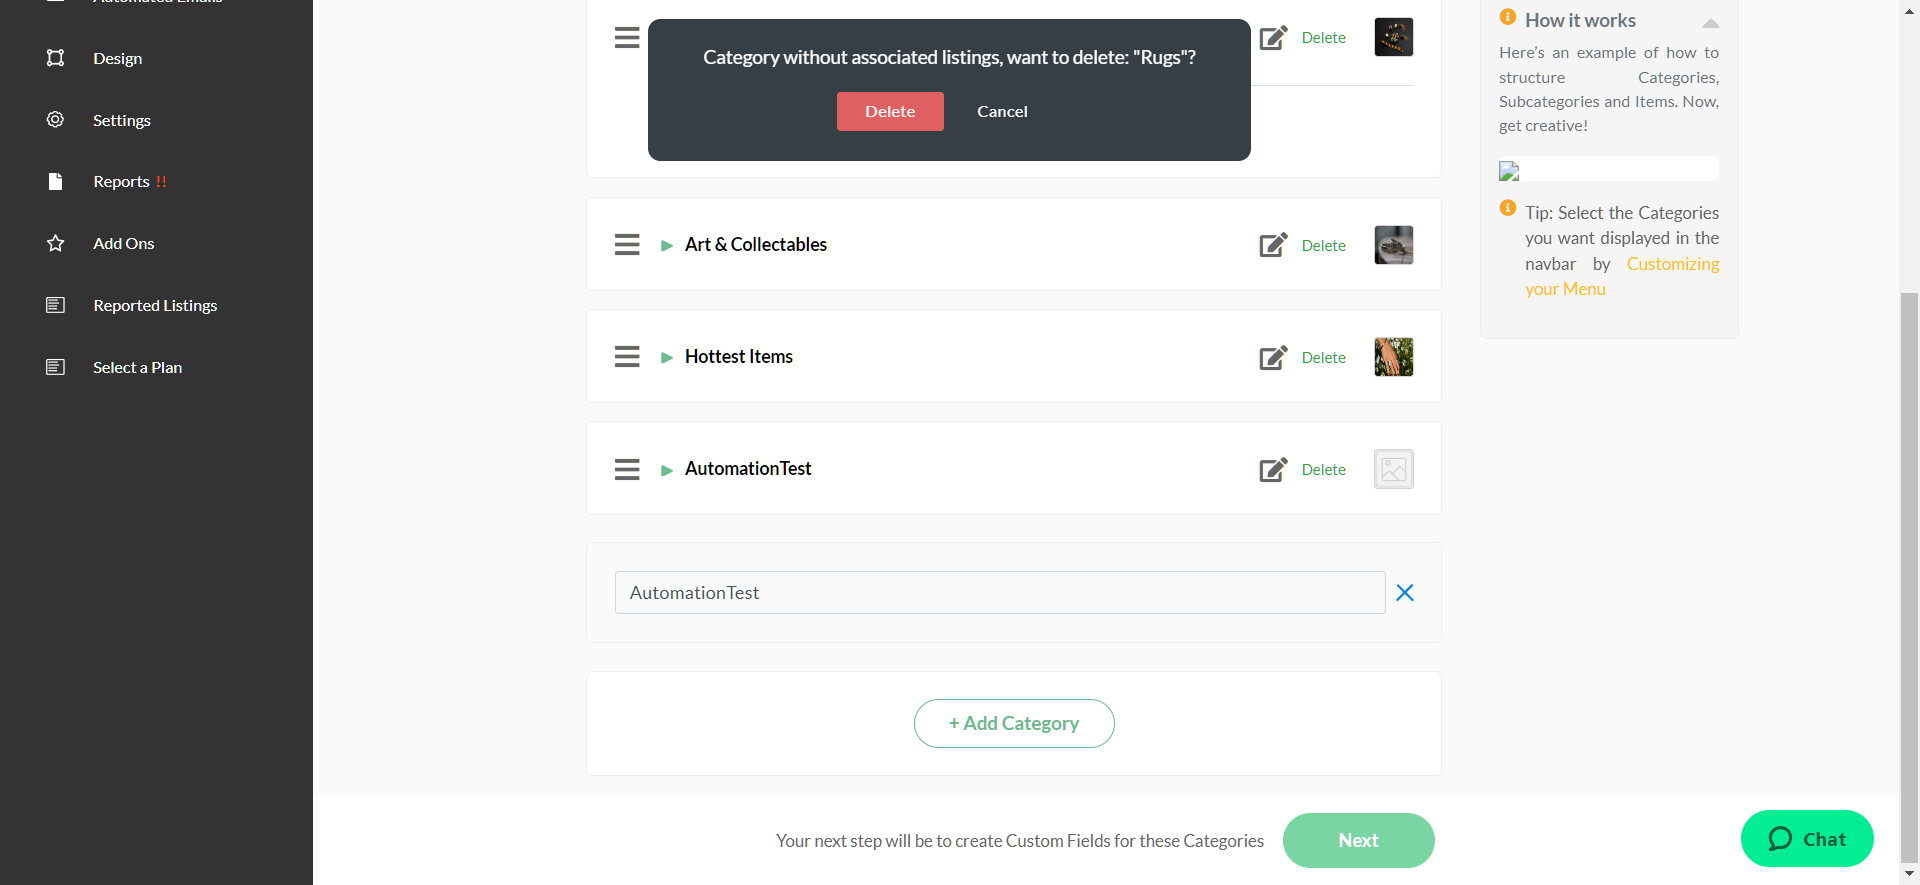 Design
Settings
Reports !!
Add Ons
Reported Listings
Select a Plan
Category without associated listings, want to delete: "Rugs"?
Delete
Cancel
Delete
Art & Collectables
Delete
Hottest Items
Delete
AutomationTest
Delete
AutomationTest
+ Add Category
Your next step will be to create Custom Fields for these Categories
Next
How it works
Here's an example of how to
structure Categories,
Subcategories and Items. Now,
get creative!
Tip: Select the Categories
you want displayed in the
navbar by Customizing
your Menu
Chat